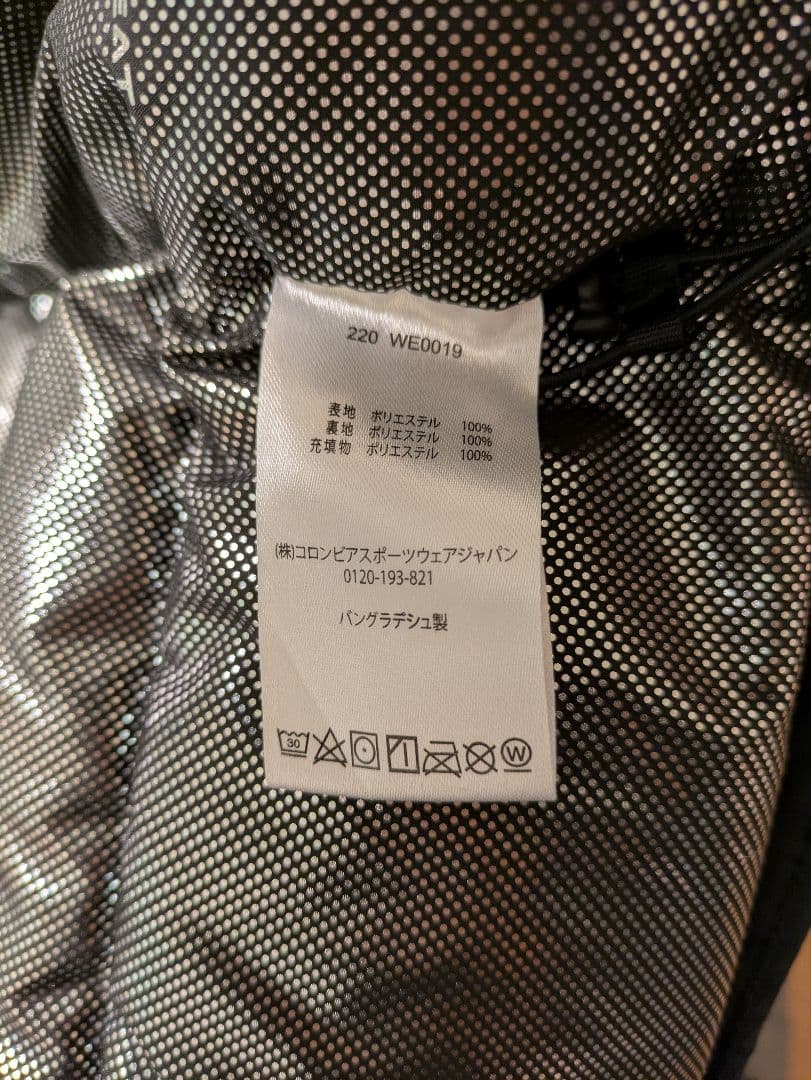 EAT
220 WE0019
表地 ポリエステル 100%
裏地 ポリエステル 100%
充填物 ポリエステル 100%
(株)コロンビアスポーツウェアジャパン
0120-193-821
バングラデシュ製
30 W